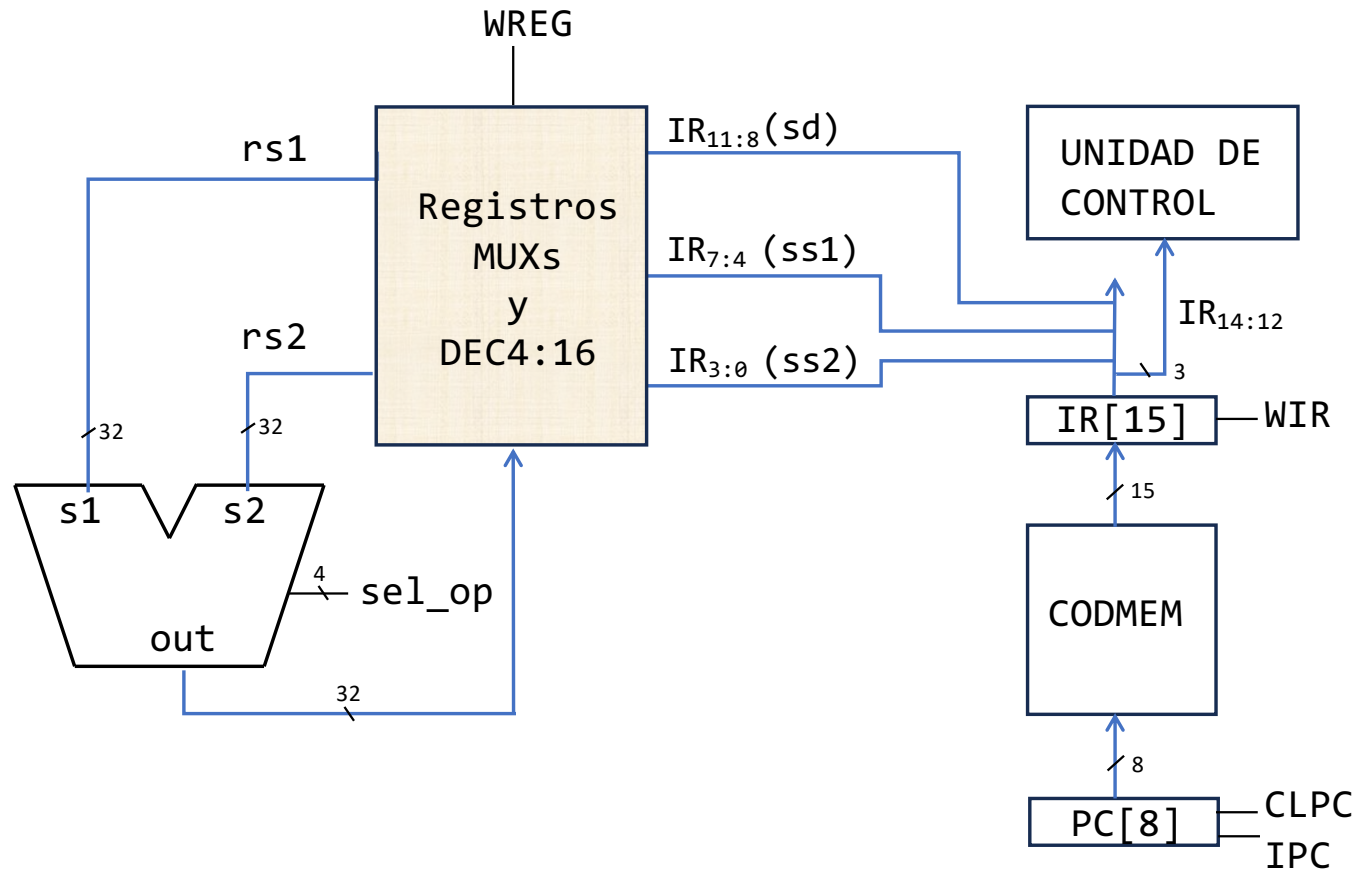 WREG
rs1
IR11:8(sd)
Registros
MUXs
y
DEC4:16
IR7:4 (ss1)
rs2
IR3:0 (ss2)
UNIDAD DE
CONTROL
IR14:12
3
IR[15]
WIR
32
32
s1
s2
15
4
sel_op
CODMEM
out
32
8
PC[8]
CLPC
IPC